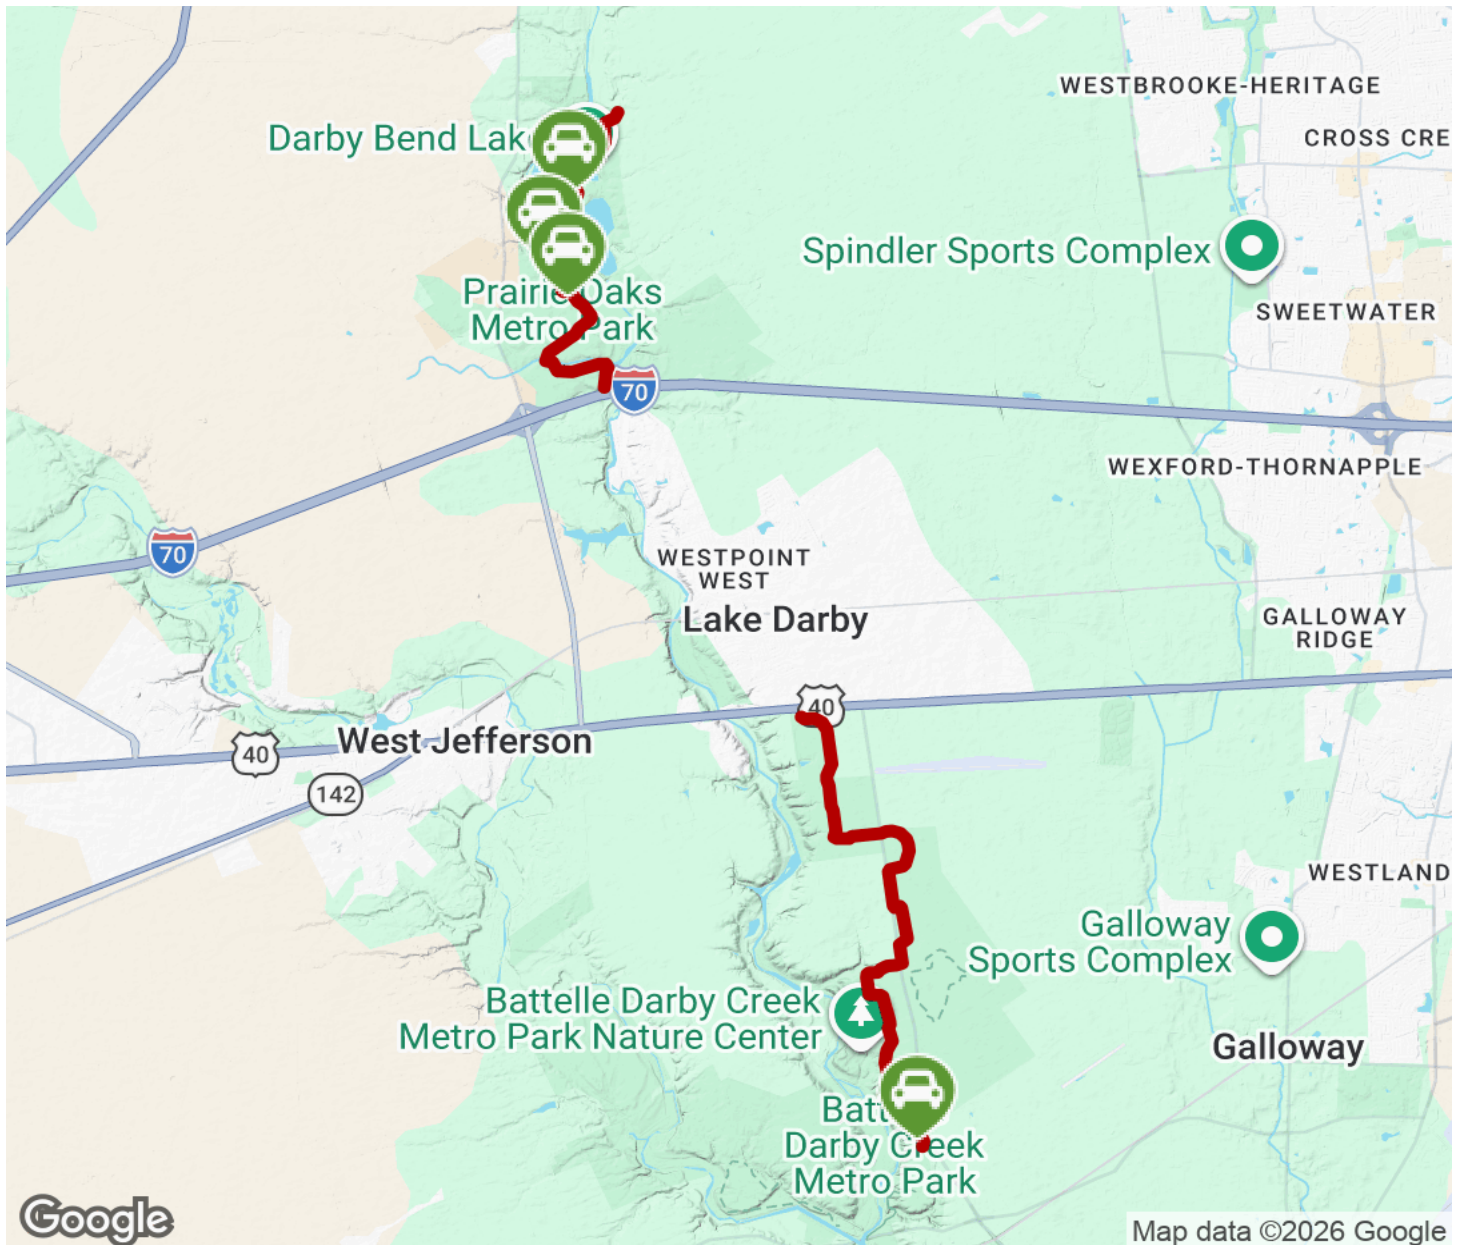 WESTBROOKE-HERITAGE
Darby Bend Lak
CROSS CRE
Spindler Sports Complex
Prairie Oaks
Metro Park
SWEETWATER
70
WEXFORD-THORNAPPLE
70
WESTPOINT
WEST
Lake Darby
GALLOWAY
RIDGE
40
West Jefferson
40
142
WESTLAND
Galloway
Sports Complex
Battelle Darby Creek
Metro Park Nature Center
Galloway
Batt
Darby Creek
Metro Park
Google
Map data ©2026 Google